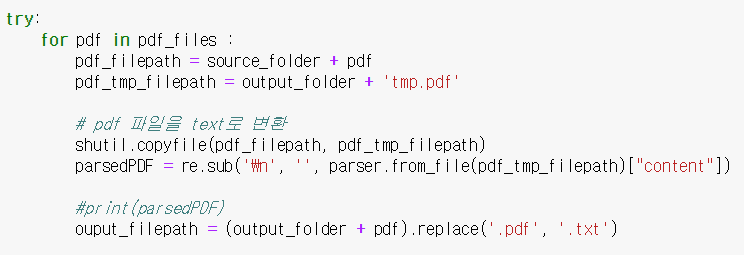 try:
    for pdf in pdf_files :
        pdf_filepath = source_folder + pdf
        pdf_tmp_filepath = output_folder + 'tmp.pdf'

        # pdf 파일을 text로 변환
        shutil.copyfile(pdf_filepath, pdf_tmp_filepath)
        parsedPDF = re.sub('₩n', '', parser.from_file(pdf_tmp_filepath)["content"])

        #print(parsedPDF)
        ouput_filepath = (output_folder + pdf).replace('.pdf', '.txt')